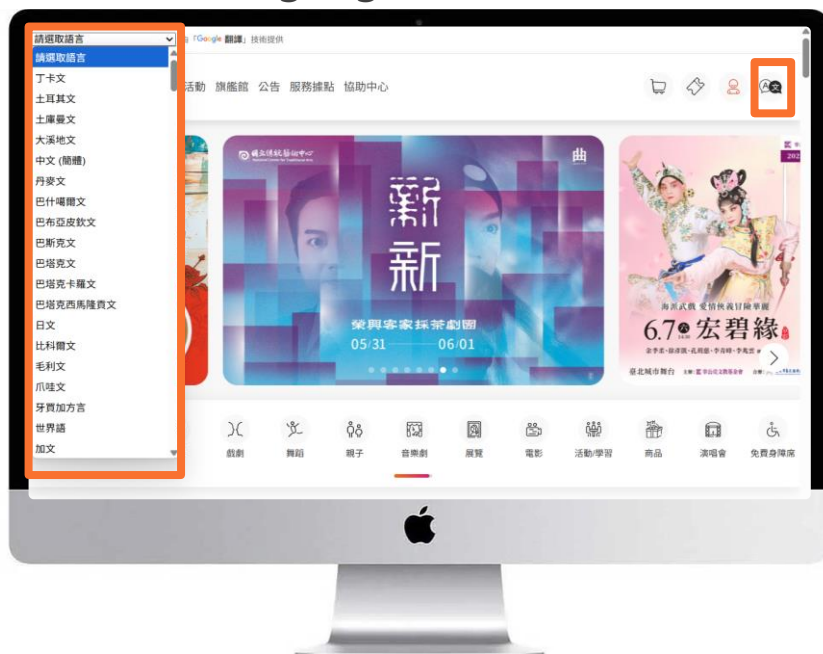 請選取語言
「Google 翻譯」技術提供
請選取語言
丁卡文
土耳其文
土庫曼文
大溪地文
中文 (簡體)
丹麥文
巴什噶爾文
巴布亞皮欽文
巴斯克文
巴塔克文
巴塔克卡羅文
巴塔克西馬隆貢文
日文
比科爾文
毛利文
爪哇文
牙買加方言
世界語
加文
活動 旗艦館 公告 服務據點 協助中心
國立傳統藝術中心
National Center for Traditional Arts
曲
新
榮興客家採茶劇團
05/31 06/01
202
海派武戲 愛情俠義冒險華麗
6.7 六 宏碧緣
臺北城市舞台
戲劇
舞蹈
親子
音樂劇
展覽
電影
活動/學習
商品
演唱會
免費身障席